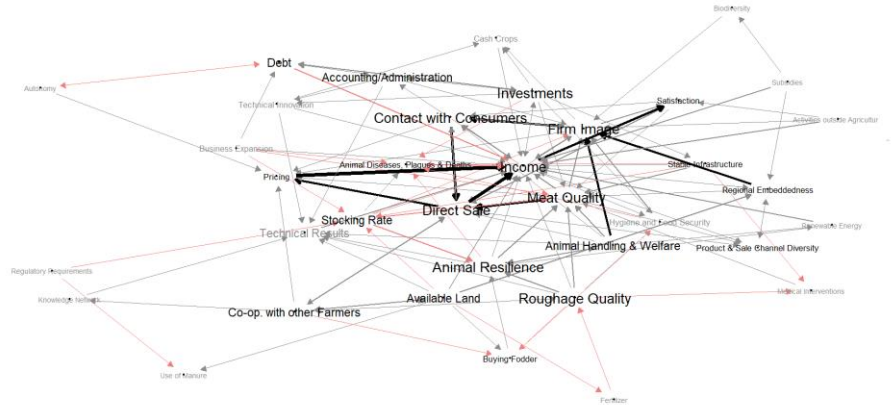 Biodiversity
Cash Crops
Debt
Accounting/Administration
Autonomy
Subsidies
Investments
Technical Innovation
Satisfaction
Contact with Consumers
Firm Image
Activities outside Agricultur
Business Expansion
Animal Diseases, Plagues & Deaths
Income
Stable Infrastructure
Pricing
Regional Embeddedness
Meat Quality
Direct Sale
Stocking Rate
Hygiene and Food Security
Renewable Energy
Technical Results
Animal Handling & Welfare
Product & Sale Channel Diversity
Animal Resilience
Regulatory Requirements
Medical Interventions
Knowledge Network
Available Land
Roughage Quality
Co-op. with other Farmers
Buying Fodder
Use of Manure
Fertilizer